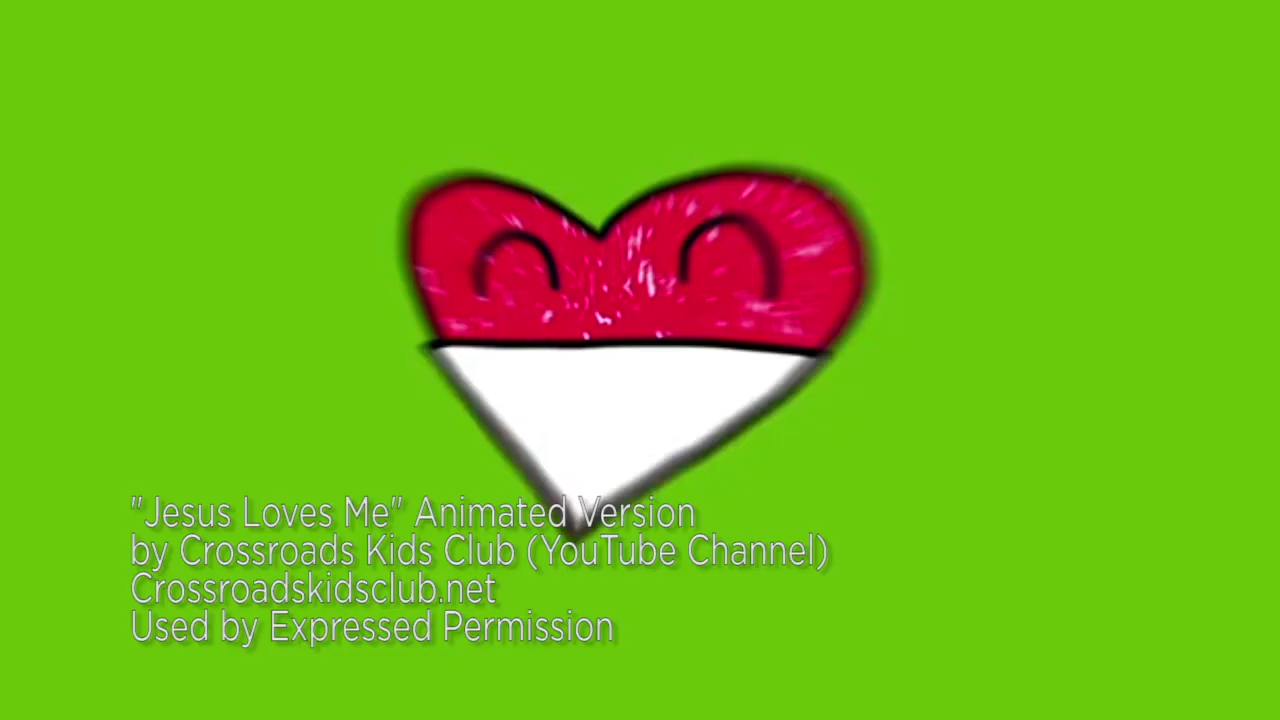 "Jesus Loves Me" Animated Version
by Crossroads Kids Club (YouTube Channel)
Crossroadskidsclub.net
Used by Expressed Permission